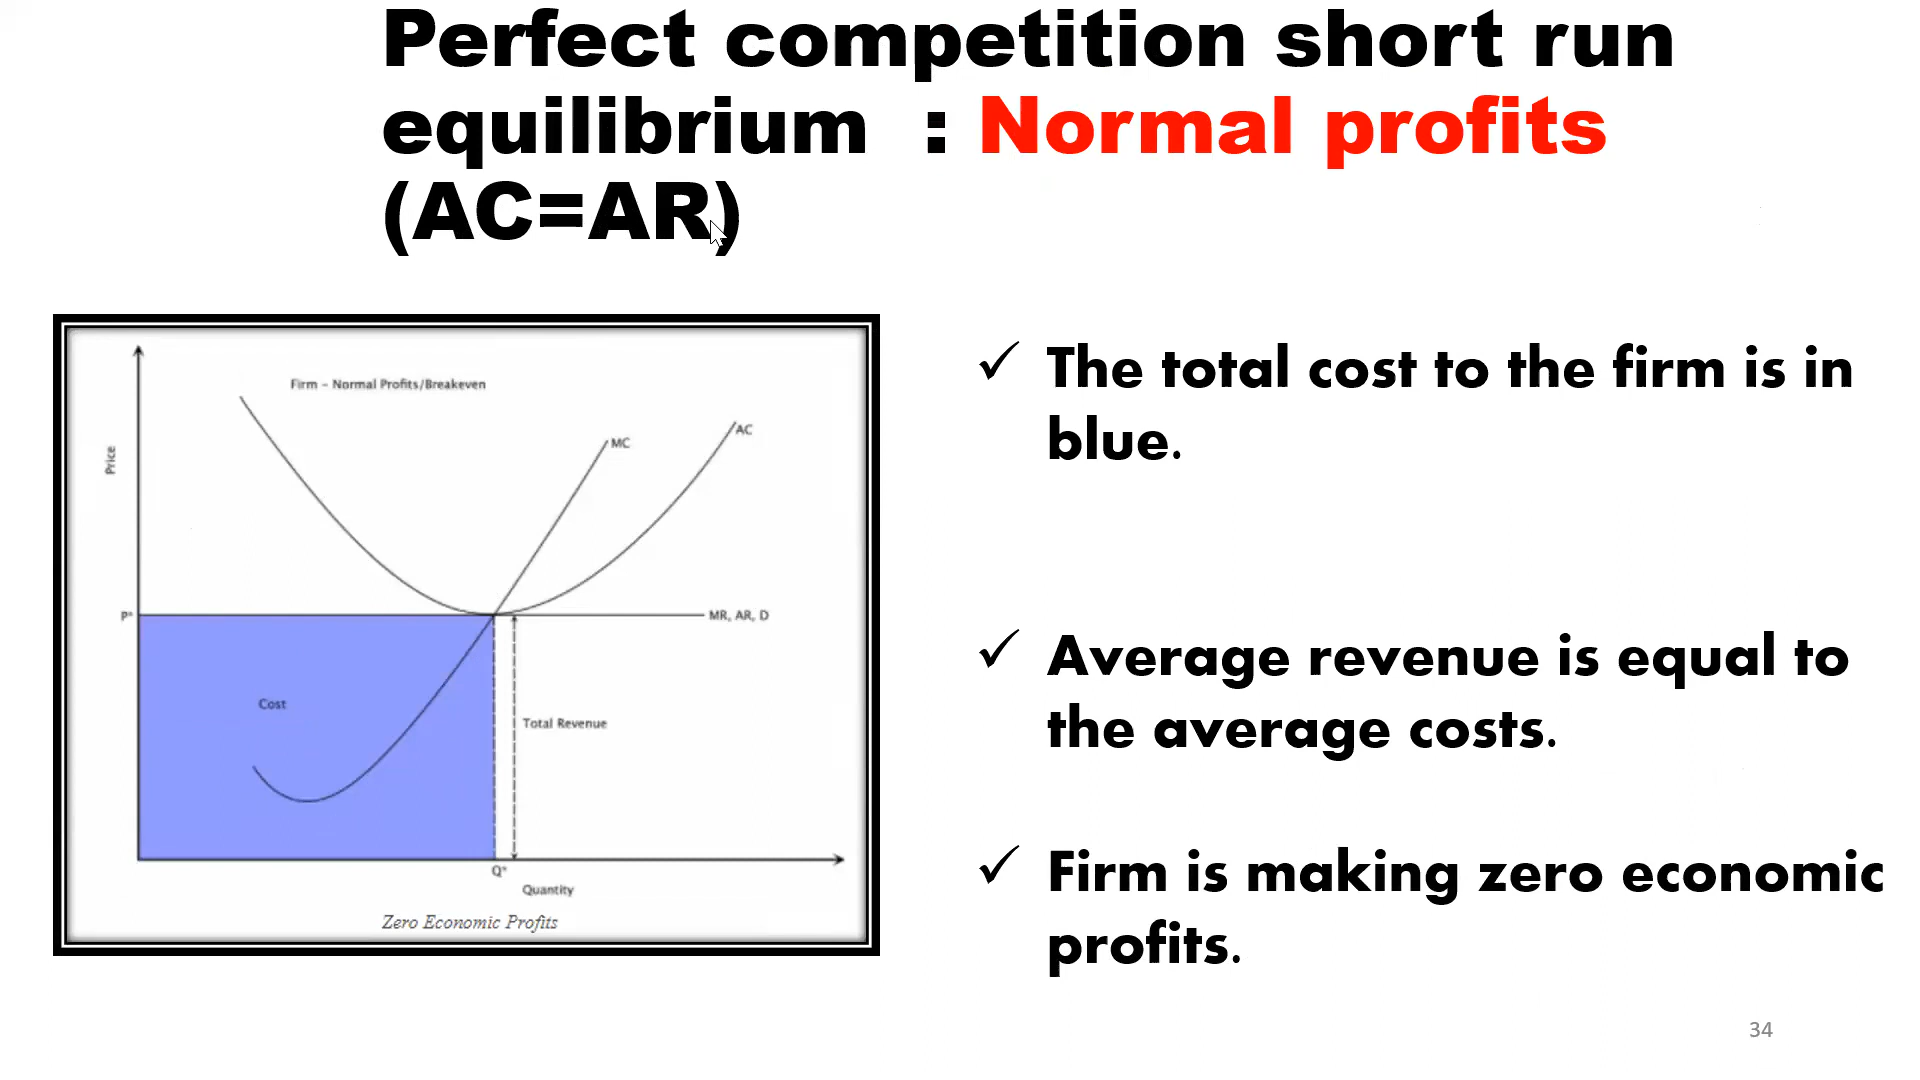 Perfect competition short run
equilibrium : Normal profits
(AC=AR)
Firm – Normal Profits/Breakeven
Price
MC
AC
P*
MR, AR, D
Cost
Total Revenue
Q*
Quantity
Zero Economic Profits
✓ The total cost to the firm is in
blue.
✓ Average revenue is equal to
the average costs.
✓ Firm is making zero economic
profits.
34